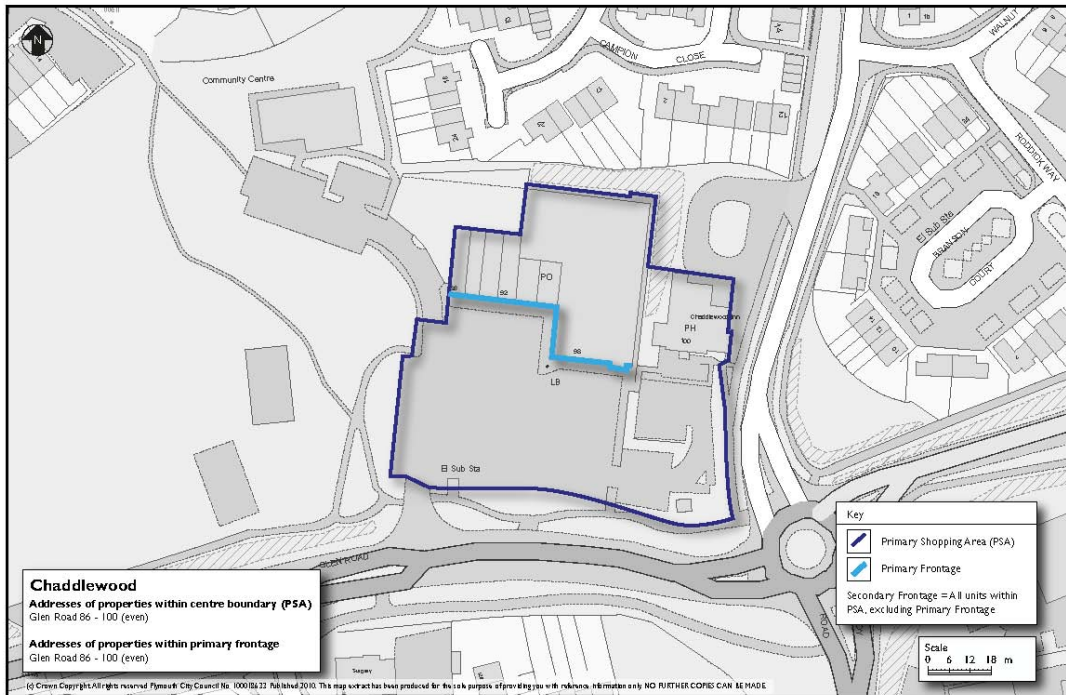 N
Community Centre
CAMPION
CLOSE
WALNUT
RODDICK WAY
El Sub Sta
BRANSON
COURT
PO
92
98
LB
Chaddlewood Inn
PH
100
El Sub Sta
GLEN ROAD
ROAD
Key
Primary Shopping Area (PSA)
Primary Frontage
Secondary Frontage = All units within
PSA, excluding Primary Frontage
Chaddlewood
Addresses of properties within centre boundary (PSA)
Glen Road 86 - 100 (even)
Addresses of properties within primary frontage
Glen Road 86 - 100 (even)
Scale
0 6 12 18 m
(c) Crown Copyright. All rights reserved Plymouth City Council No. 100018633 Published 2010. This map extract has been produced for the sole purpose of providing you with reference information only NO FURTHER COPIES CAN BE MADE.